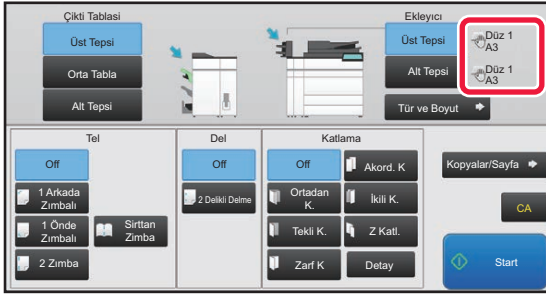 Çikti Tablasi
Üst Tepsi
Orta Tabla
Alt Tepsi
Ekleyıcı
Üst Tepsi
Düz 1
A3
Alt Tepsi
Düz 1
A3
Tür ve Boyut
Tel
Off
1 Arkada
Zımbalı
1 Önde
Zımbalı
Sirttan
Zimba
2 Zımba
Del
Off
2 Delikli Delme
Katlama
Off
Akord. K
Ortadan
K.
İkili K.
Tekli K.
Z Katl.
Zarf K
Detay
Kopyalar/Sayfa
CA
Start